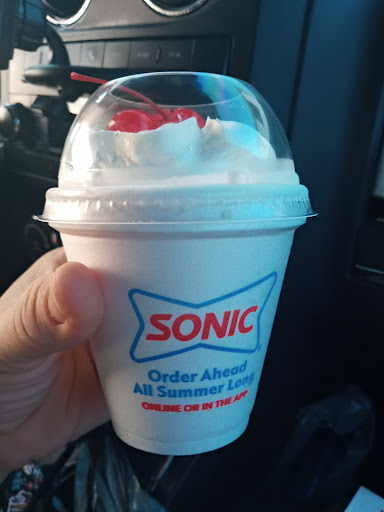 SONIC
Order Ahead
All Summer Long
ONLINE OR IN THE APP